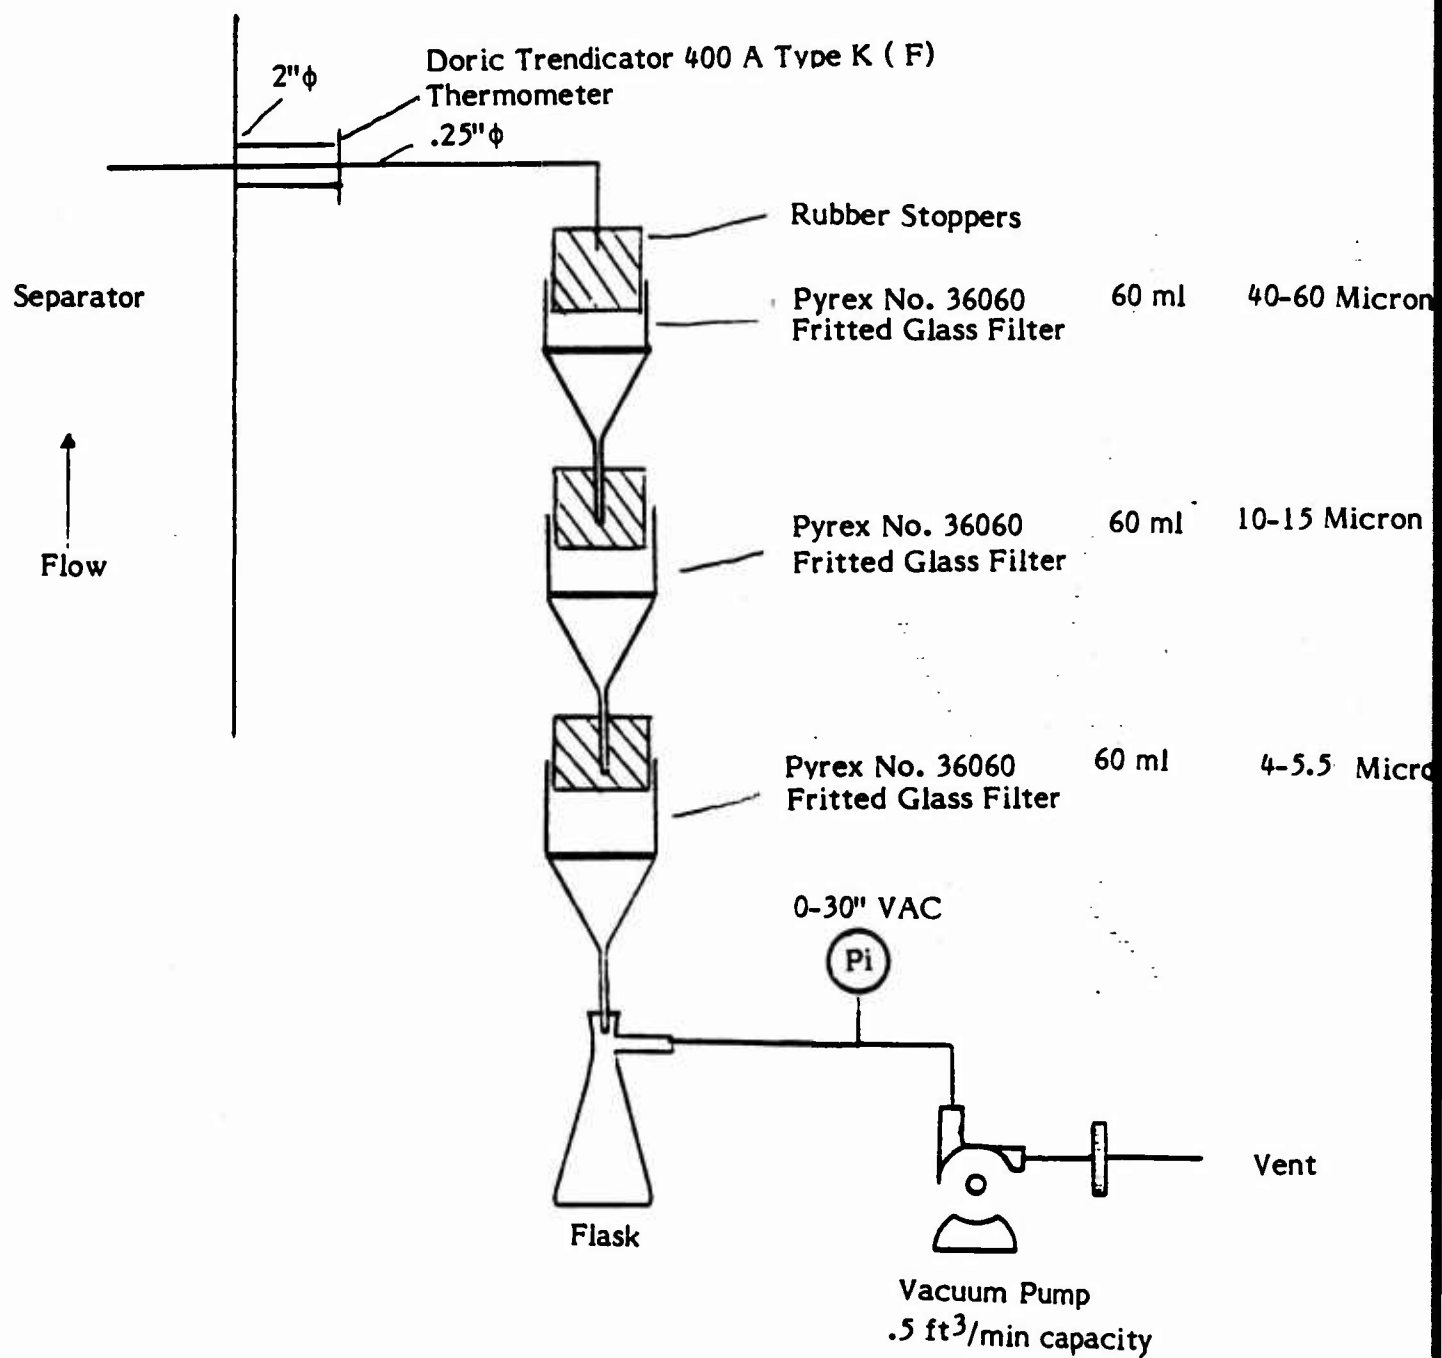 Doric Trendicator 400 A Type K ( F)
Thermometer
2"ϕ
.25"ϕ
Rubber Stoppers
Separator
Pyrex No. 36060 60 ml 40-60 Micron
Fritted Glass Filter
Flow
Pyrex No. 36060 60 ml 10-15 Micron
Fritted Glass Filter
Pyrex No. 36060 60 ml 4-5.5 Micro
Fritted Glass Filter
0-30" VAC
Pi
Vent
Flask
Vacuum Pump
.5 ft³/min capacity